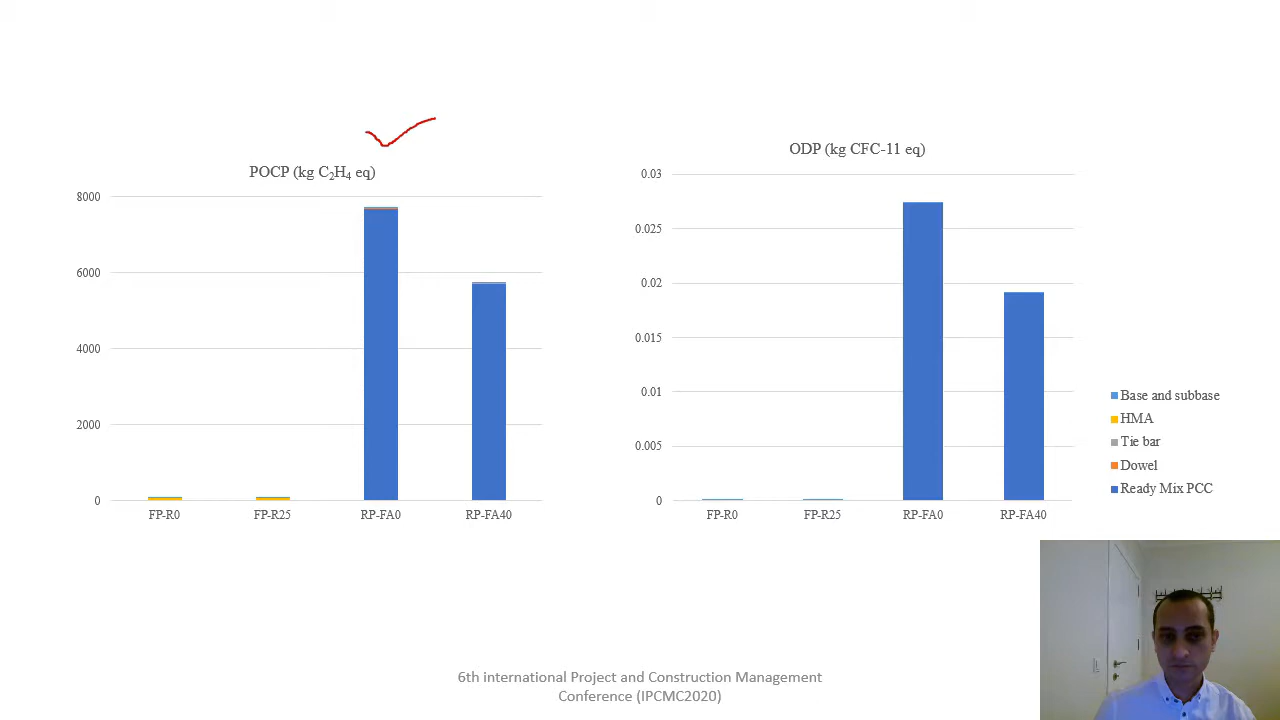 POCP (kg C₂H₄ eq)
8000
6000
4000
2000
0
FP-R0 FP-R25 RP-FA0 RP-FA40
ODP (kg CFC-11 eq)
0.03
0.025
0.02
0.015
0.01
0.005
0
FP-R0 FP-R25 RP-FA0 RP-FA40
Base and subbase
HMA
Tie bar
Dowel
Ready Mix PCC
6th international Project and Construction Management
Conference (IPCMC2020)